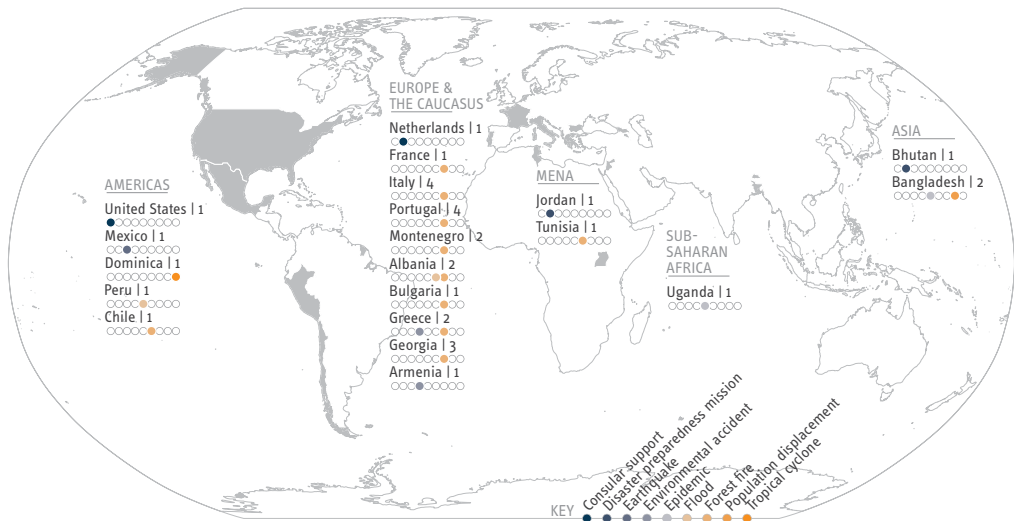 AMERICAS
United States | 1
Mexico | 1
Dominica | 1
Peru | 1
Chile | 1
EUROPE &
THE CAUCASUS
Netherlands | 1
France | 1
Italy | 4
Portugal | 4
Montenegro | 2
Albania | 2
Bulgaria | 1
Greece | 2
Georgia | 3
Armenia | 1
MENA
Jordan | 1
Tunisia | 1
SUB-
SAHARAN
AFRICA
Uganda | 1
ASIA
Bhutan | 1
Bangladesh | 2
KEY
Consular support
Disaster preparedness mission
Earthquake
Environmental accident
Epidemic
Flood
Forest fire
Population displacement
Tropical cyclone